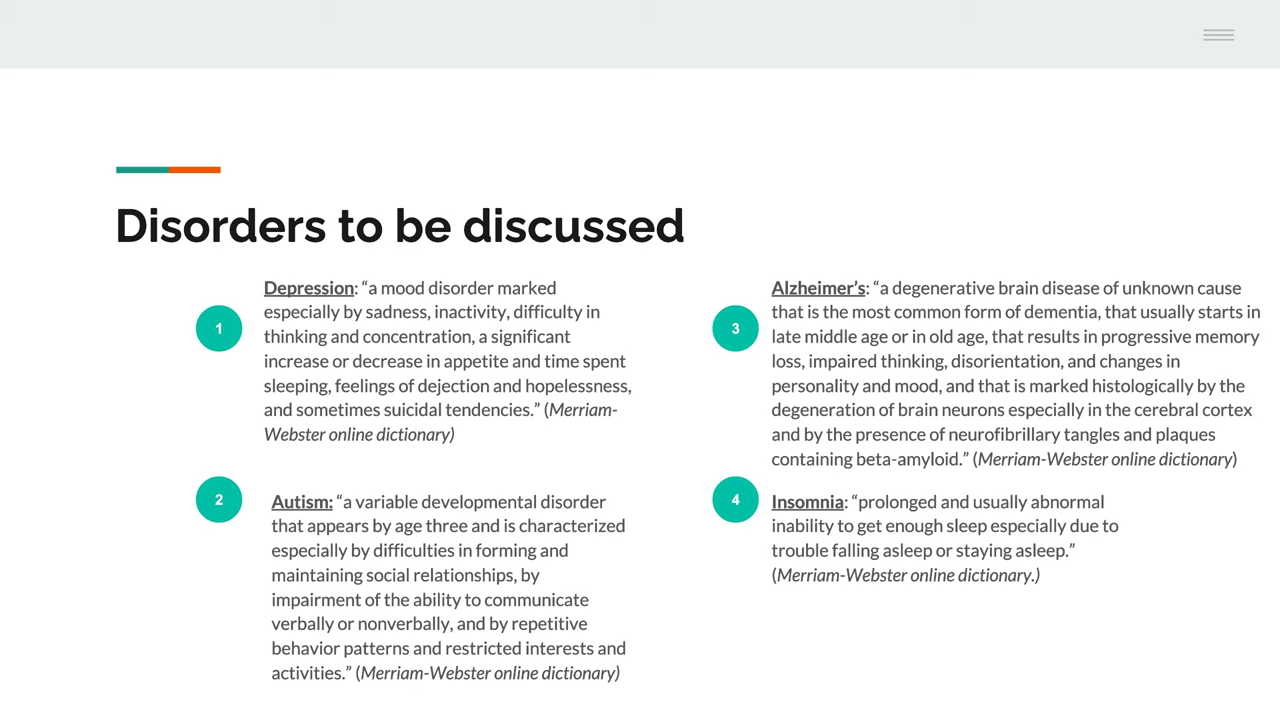 Disorders to be discussed
1
Depression: “a mood disorder marked
especially by sadness, inactivity, difficulty in
thinking and concentration, a significant
increase or decrease in appetite and time spent
sleeping, feelings of dejection and hopelessness,
and sometimes suicidal tendencies.” (Merriam-
Webster online dictionary)
2
Autism: “a variable developmental disorder
that appears by age three and is characterized
especially by difficulties in forming and
maintaining social relationships, by
impairment of the ability to communicate
verbally or nonverbally, and by repetitive
behavior patterns and restricted interests and
activities.” (Merriam-Webster online dictionary)
3
Alzheimer’s: “a degenerative brain disease of unknown cause
that is the most common form of dementia, that usually starts in
late middle age or in old age, that results in progressive memory
loss, impaired thinking, disorientation, and changes in
personality and mood, and that is marked histologically by the
degeneration of brain neurons especially in the cerebral cortex
and by the presence of neurofibrillary tangles and plaques
containing beta-amyloid.” (Merriam-Webster online dictionary)
4
Insomnia: “prolonged and usually abnormal
inability to get enough sleep especially due to
trouble falling asleep or staying asleep.”
(Merriam-Webster online dictionary.)